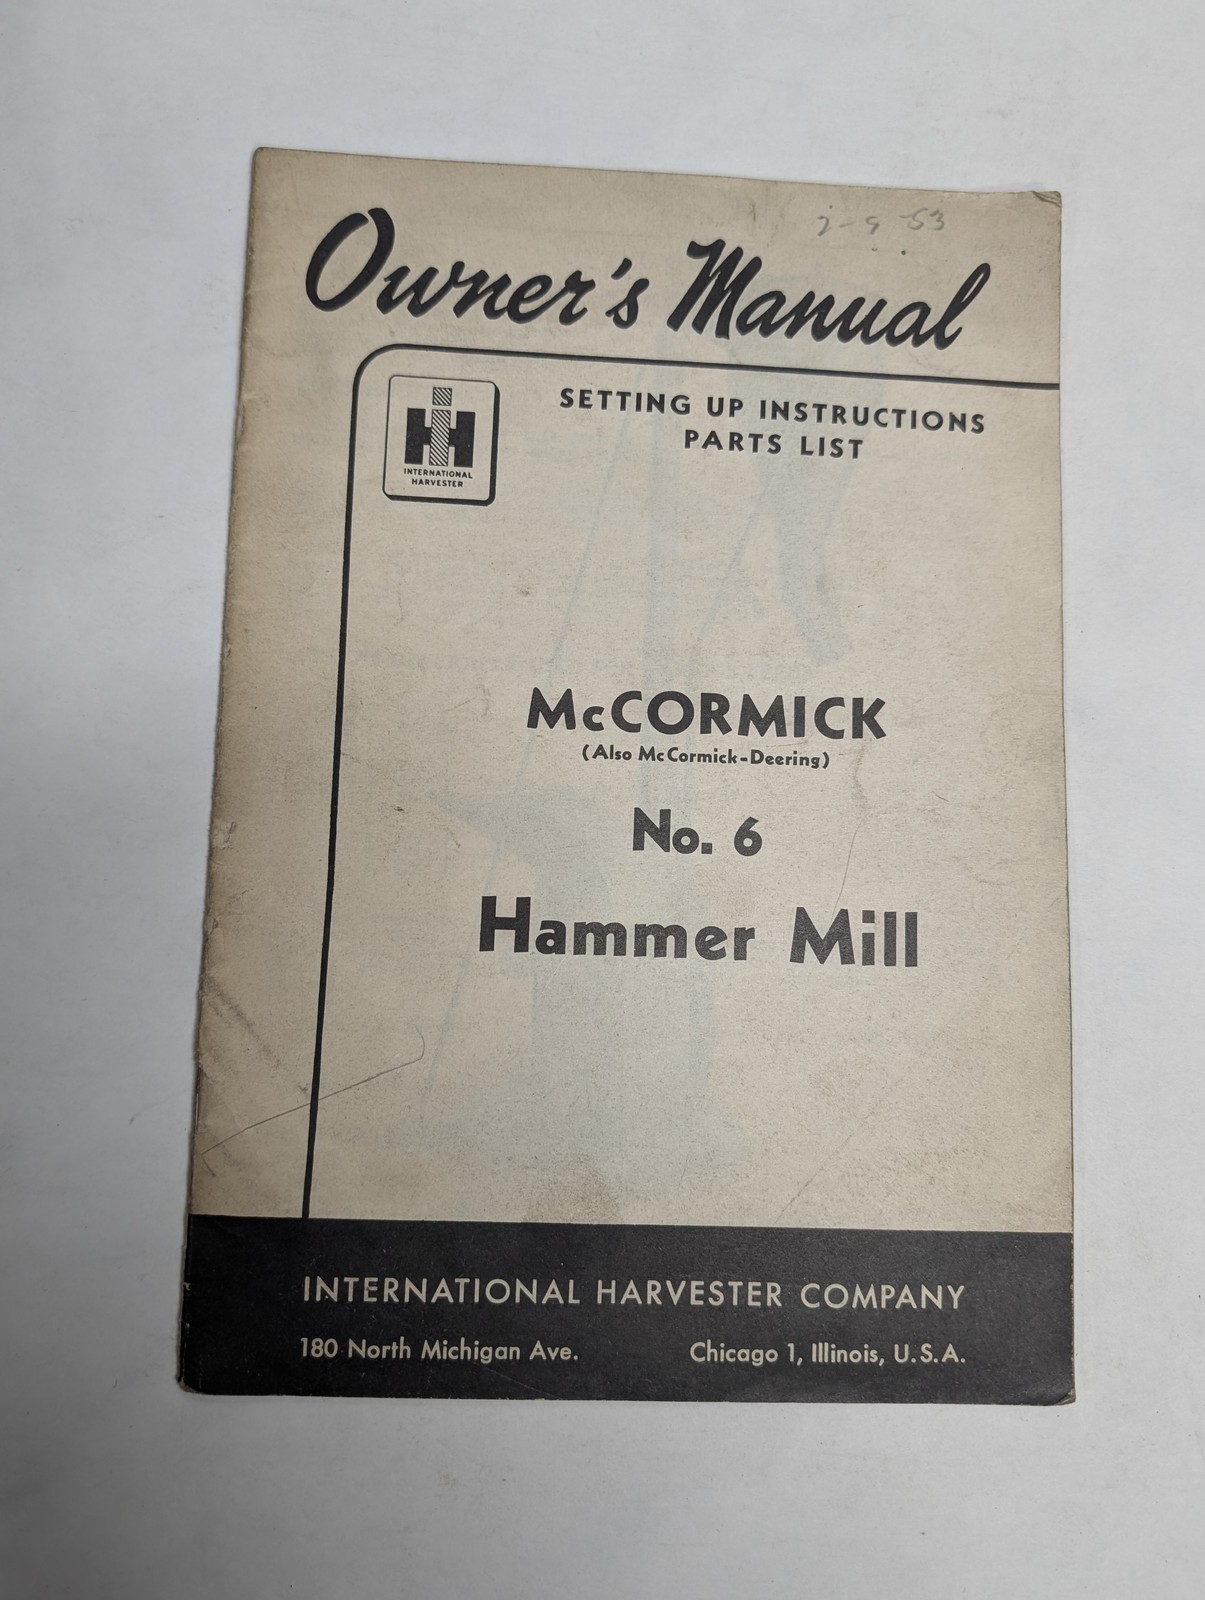 2-9-53
Owner's Manual
SETTING UP INSTRUCTIONS
PARTS LIST
IH
INTERNATIONAL
HARVESTER
McCORMICK
(Also McCormick-Deering)
No. 6
Hammer Mill
INTERNATIONAL HARVESTER COMPANY
180 North Michigan Ave. Chicago 1, Illinois, U.S.A.